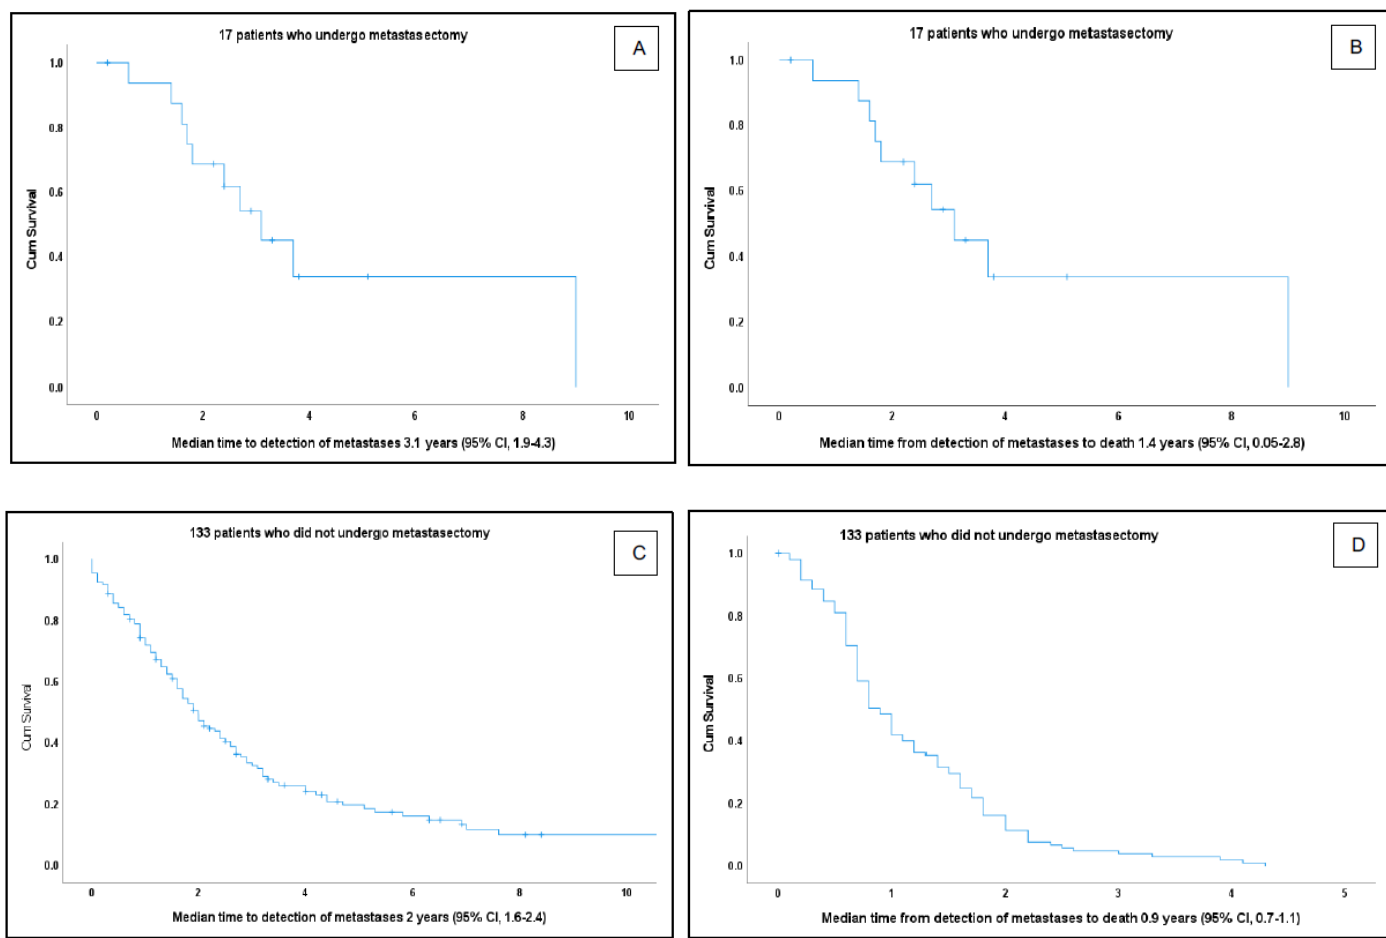 17 patients who undergo metastasectomy
A
1.0
0.8
0.6
0.4
0.2
0.0
Cum Survival
0 2 4 6 8 10
Median time to detection of metastases 3.1 years (95% CI, 1.9-4.3)
17 patients who undergo metastasectomy
B
1.0
0.8
0.6
0.4
0.2
0.0
Cum Survival
0 2 4 6 8 10
Median time from detection of metastases to death 1.4 years (95% CI, 0.05-2.8)
133 patients who did not undergo metastasectomy
C
1.0
0.8
0.6
0.4
0.2
0.0
Cum Survival
0 2 4 6 8 10
Median time to detection of metastases 2 years (95% CI, 1.6-2.4)
133 patients who did not undergo metastasectomy
D
1.0
0.8
0.6
0.4
0.2
0.0
Cum Survival
0 1 2 3 4 5
Median time from detection of metastases to death 0.9 years (95% CI, 0.7-1.1)